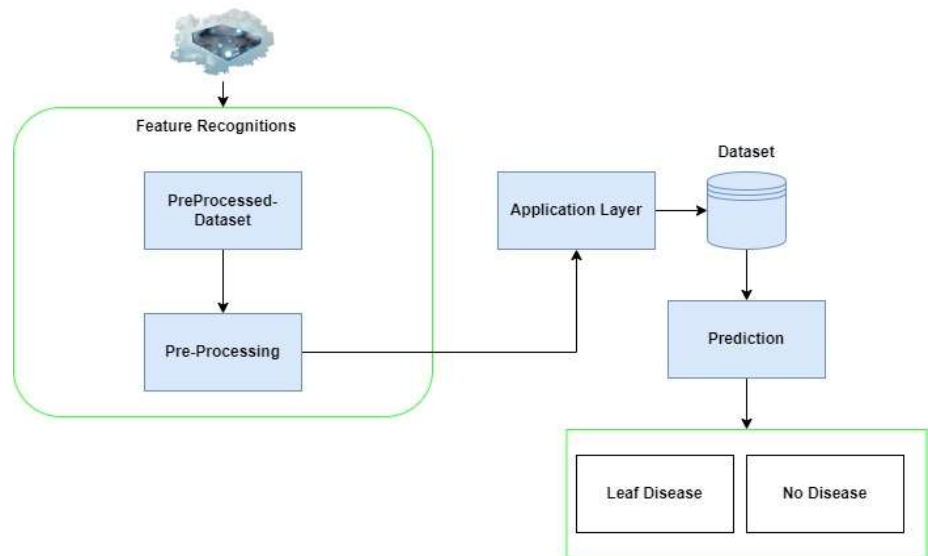 Feature Recognitions
PreProcessed-
Dataset
Pre-Processing
Application Layer
Dataset
Prediction
Leaf Disease
No Disease